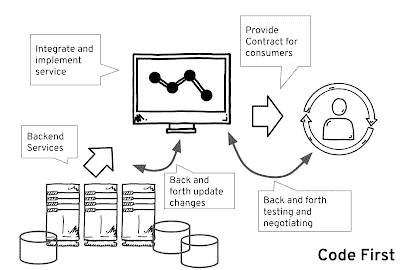 Integrate and
implement
service
Provide
Contract for
consumers
Backend
Services
Back and
forth update
changes
Back and forth
testing and
negotiating
Code First